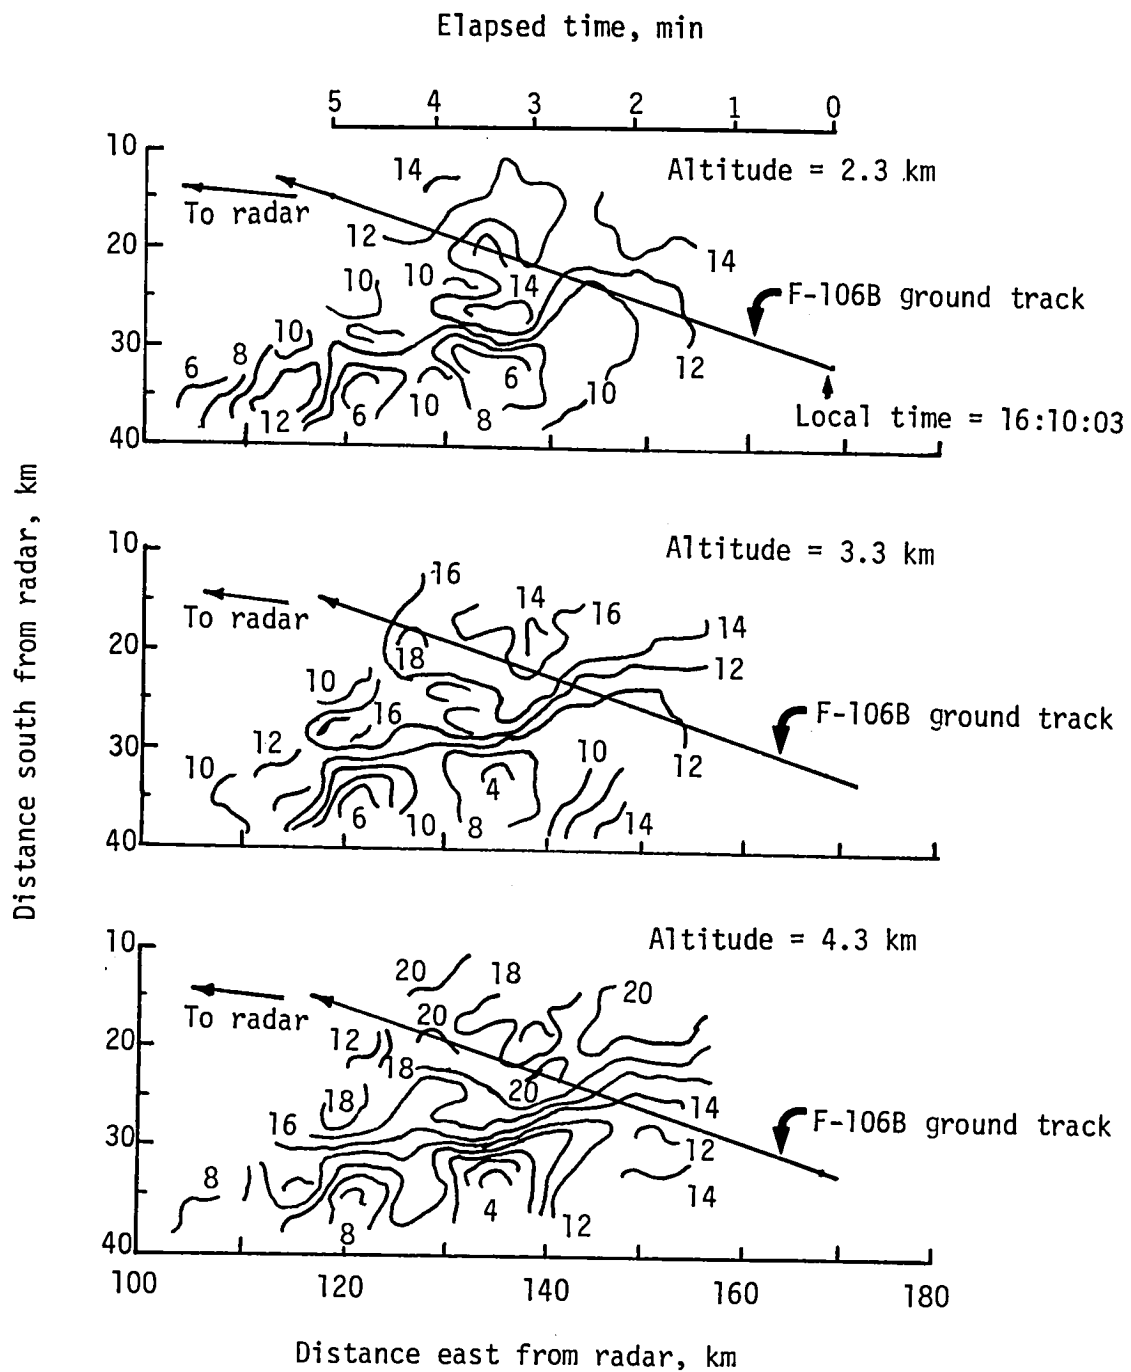 Elapsed time, min
5 4 3 2 1 0
10
Altitude = 2.3 km
14
To radar
12
20
14
10 10 14
F-106B ground track
30
10
8
6
12
6
10
12 6 10 8
Local time = 16:10:03
40
Distance south from radar, km
10
Altitude = 3.3 km
16
14 16
To radar
14
20
18
12
10
16
F-106B ground track
12
30
10
10
12
4
6 10 8 14
40
10
Altitude = 4.3 km
20 18
20
To radar
20
12
20
18
20
18
14
16
F-106B ground track
30
12
8
14
4
8
12
40
100 120 140 160 180
Distance east from radar, km